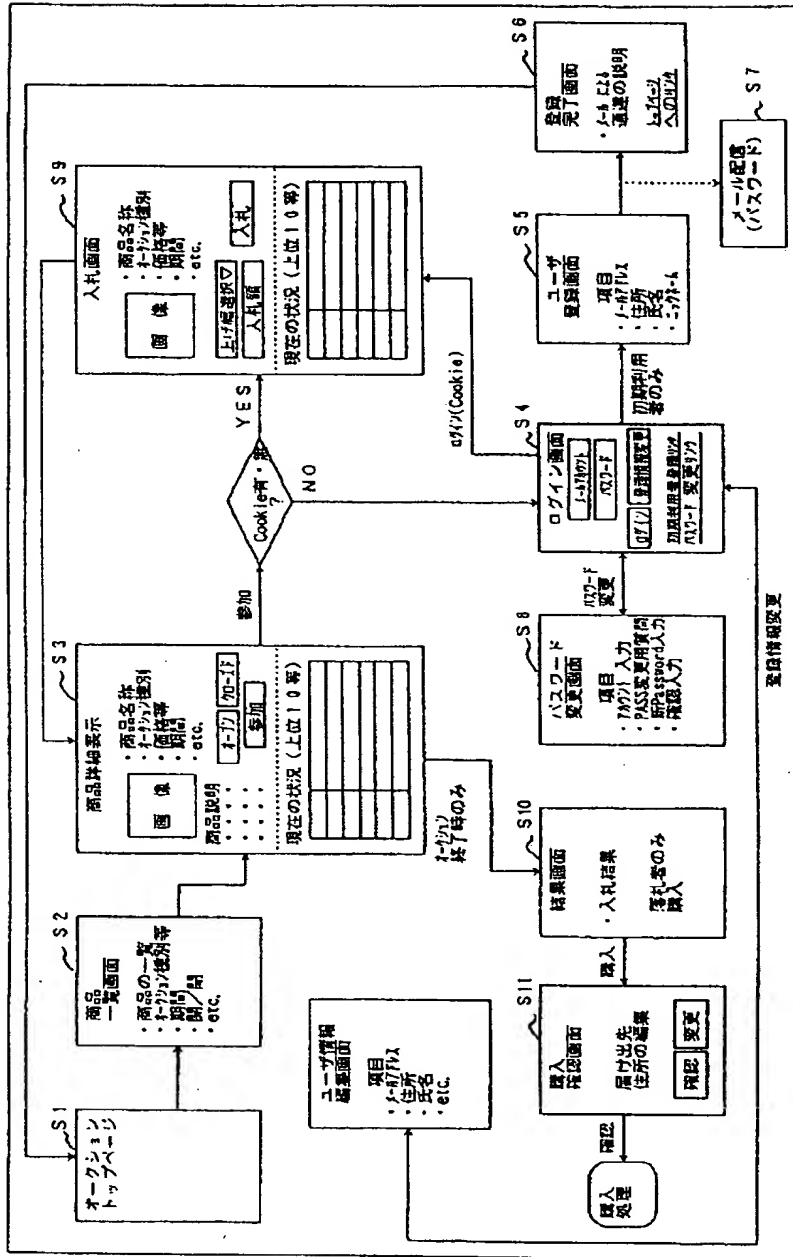 S1
オークション
トップページ
S2
商品
一覧画面
・商品の一覧
・オークション種別等
・期間
・開/閉
・etc.
S3
商品詳細表示
画 像
・商品名称
・オークション種別
・価格等
・期間
・etc.
商品説明
オープン
クローイド
参加
現在の状況(上位10等)
参加
Cookie有・無
?
YES
NO
S9
入札画面
画 像
・商品名称
・オークション種別
・価格等
・期間
・etc.
上げ幅選択▽
入札額
入札
現在の状況(上位10等)
ログイン(Cookie)
S4
ログイン画面
メールアカウント
パスワード
ログイン
登録情報変更
初期利用者登録リンク
パスワード変更リンク
初期利用
者のみ
S5
ユーザ
登録画面
項目
・メールアドレス
・住所
・氏名
・ニックネーム
S6
登録
完了画面
・メールによる
通達の説明
トップページ
へのリンク
S7
メール配信
(パスワード)
パスワード
変更
S8
パスワード
変更画面
項目
・アカウント入力
・PASS変更用質問
・新Password入力
・確認入力
オークション
終了時のみ
S10
結果画面
・入札結果
落札者のみ
購入
購入
S11
購入
確認画面
届け出先
住所の編集
確認
変更
確認
購入
処理
ユーザ情報
編集画面
項目
・メールアドレス
・住所
・氏名
・etc.
登録情報変更